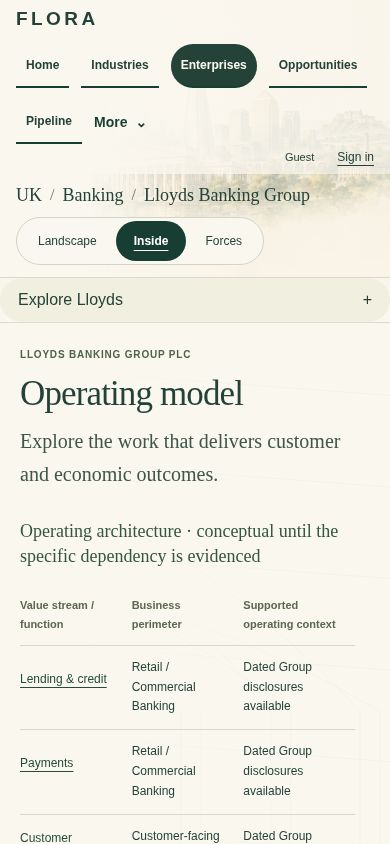 FLORA
Home Industries Enterprises Opportunities
Pipeline More
Guest Sign in
UK / Banking / Lloyds Banking Group
Landscape Inside Forces
Explore Lloyds +
LLOYDS BANKING GROUP PLC
Operating model
Explore the work that delivers customer
and economic outcomes.
Operating architecture · conceptual until the
specific dependency is evidenced
Value stream / Business Supported
function perimeter operating context
Retail / Dated Group
Lending & credit Commercial disclosures
Banking available
Retail / Dated Group
Payments Commercial disclosures
Banking available
Customer Customer-facing Dated Group